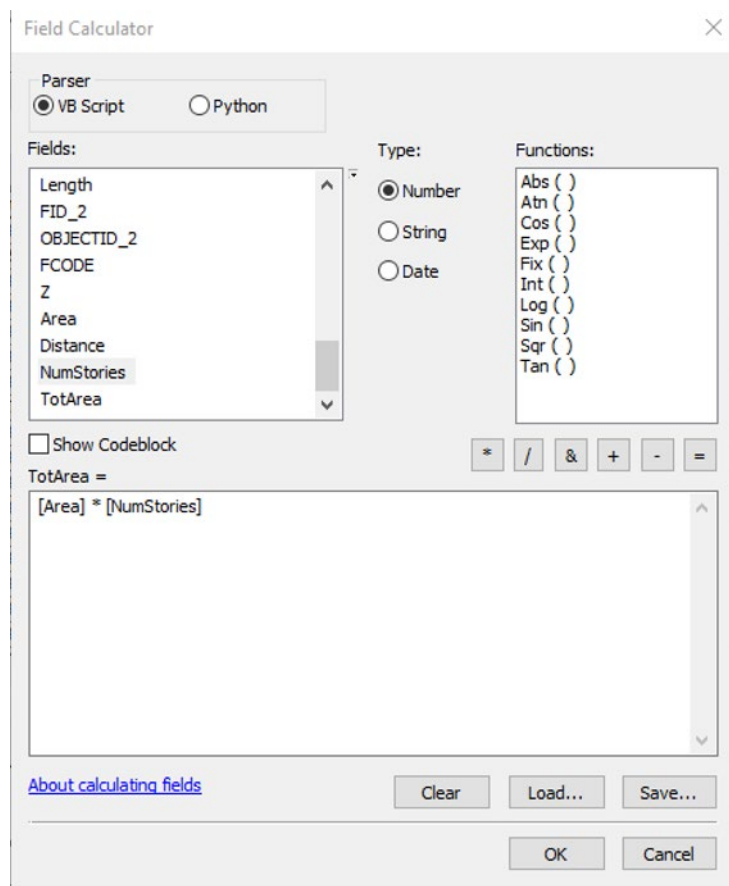 Field Calculator
Parser
VB Script Python
Fields:
Type:
Functions:
Length
FID_2
OBJECTID_2
FCODE
Z
Area
Distance
NumStories
TotArea
Number
String
Date
Abs ( )
Atn ( )
Cos ( )
Exp ( )
Fix ( )
Int ( )
Log ( )
Sin ( )
Sqr ( )
Tan ( )
Show Codeblock
* / & + - =
TotArea =
[Area] * [NumStories]
About calculating fields
Clear Load... Save...
OK Cancel